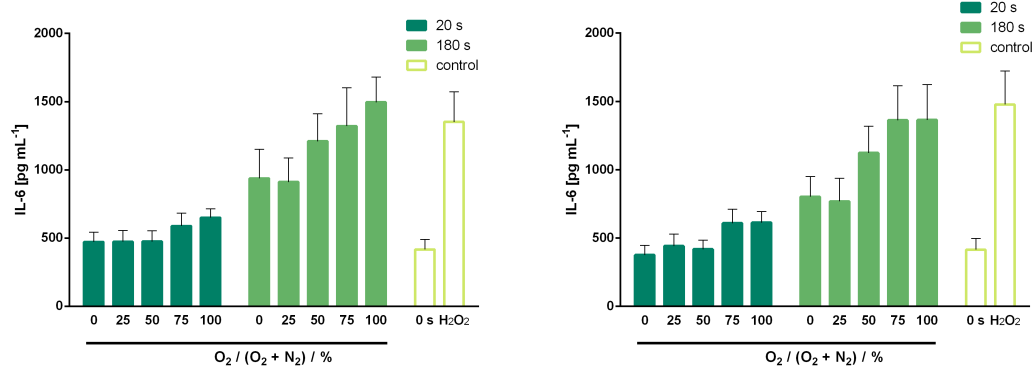 20 s
180 s
control
IL-6 [pg mL⁻¹]
2000
1500
1000
500
0
0 25 50 75 100 0 25 50 75 100 0 s H₂O₂
O₂ / (O₂ + N₂) / %
20 s
180 s
control
IL-6 [pg mL⁻¹]
2000
1500
1000
500
0
0 25 50 75 100 0 25 50 75 100 0 s H₂O₂
O₂ / (O₂ + N₂) / %